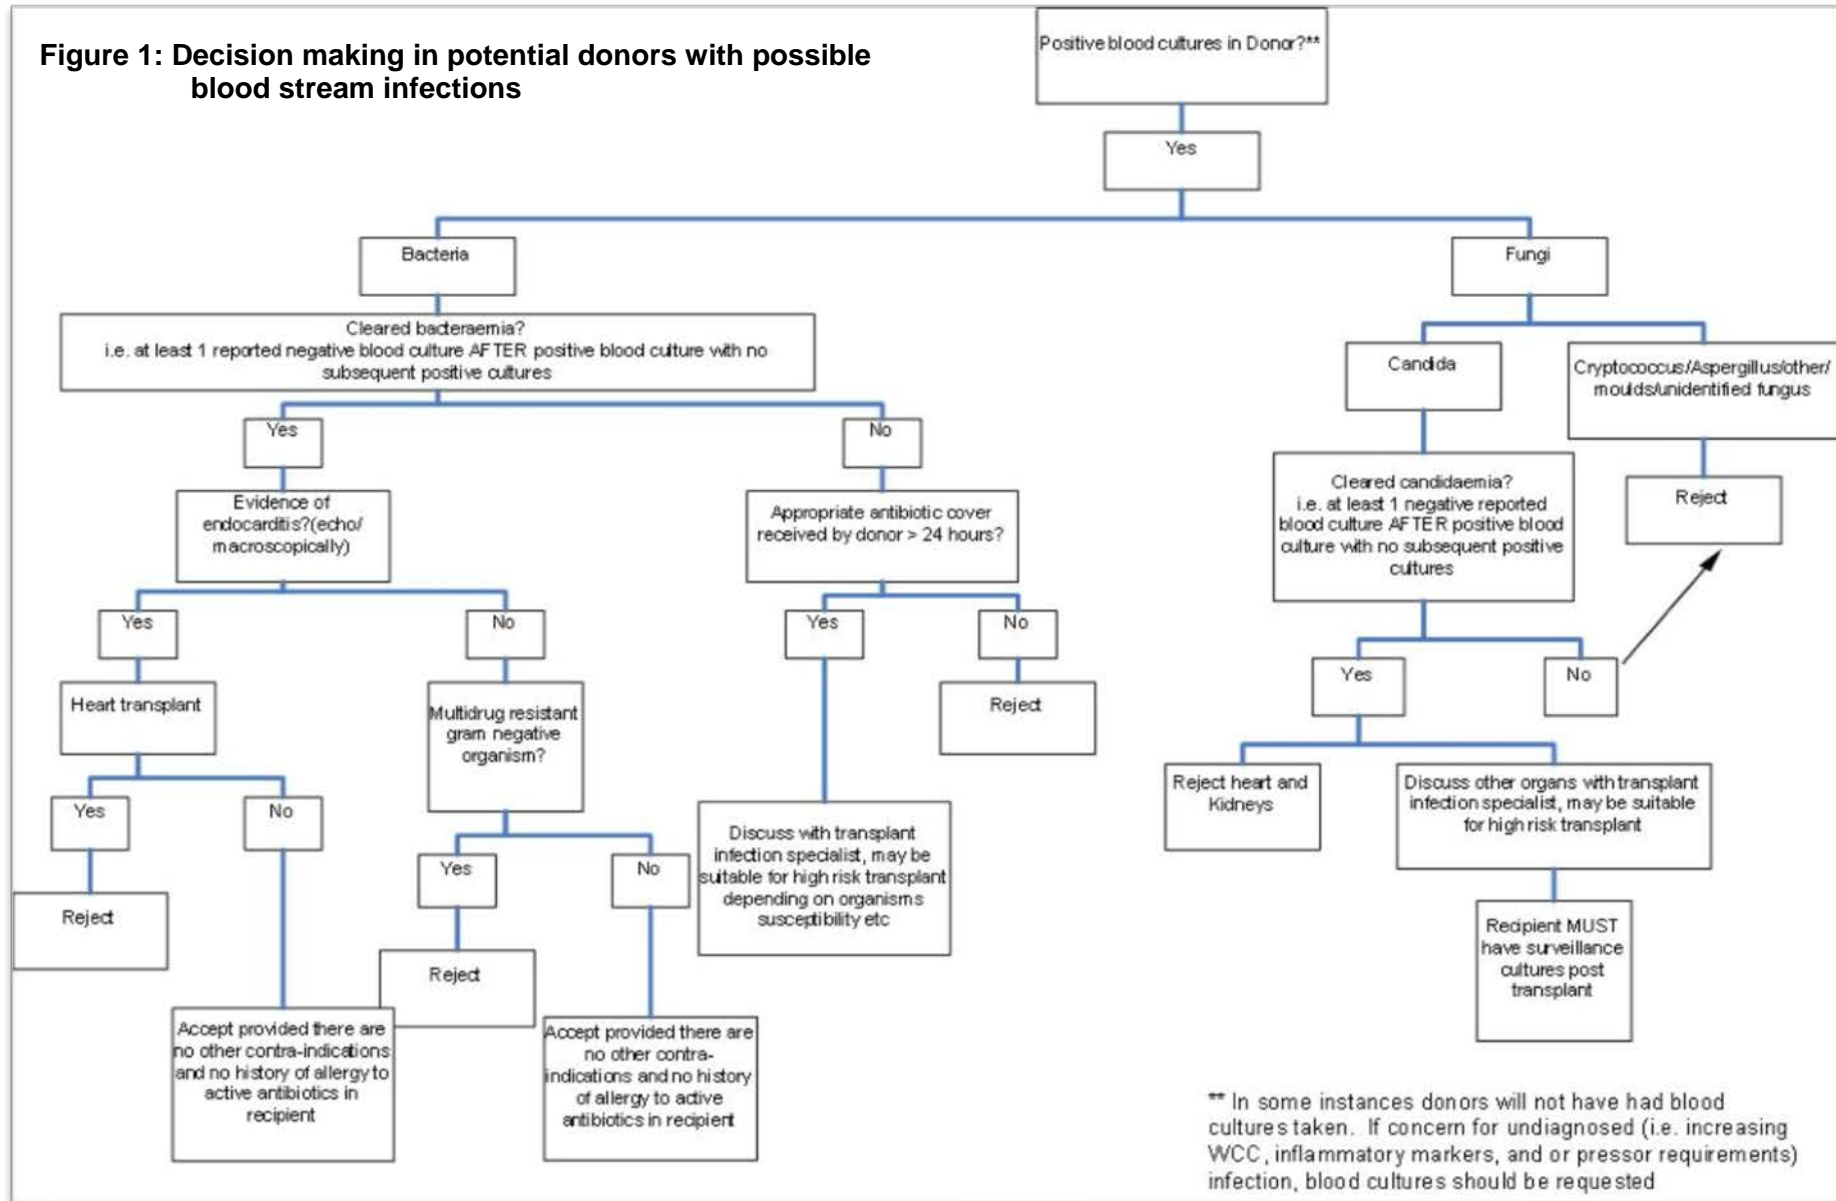 Figure 1: Decision making in potential donors with possible
blood stream infections
Positive blood cultures in Donor?**
Yes
Bacteria
Fungi
Cleared bacteraemia?
i.e. at least 1 reported negative blood culture AFTER positive blood culture with no
subsequent positive cultures
Candida
Cryptococcus/Aspergillus/other/
moulds/unidentified fungus
Yes
No
Cleared candidaemia?
i.e. at least 1 negative reported
blood culture AFTER positive blood
culture with no subsequent positive
cultures
Reject
Evidence of
endocarditis?(echo/
macroscopically)
Appropriate antibiotic cover
received by donor > 24 hours?
Yes
No
Yes
No
Yes
No
Heart transplant
Multidrug resistant
gram negative
organism?
Reject
Reject heart and
Kidneys
Discuss other organs with transplant
infection specialist, may be suitable
for high risk transplant
Yes
No
Discuss with transplant
infection specialist, may be
suitable for high risk transplant
depending on organisms
susceptibility etc
Yes
No
Reject
Reject
Recipient MUST
have surveillance
cultures post
transplant
Accept provided there are
no other contra-indications
and no history of allergy to
active antibiotics in
recipient
Accept provided there are
no other contra-
indications and no history
of allergy to active
antibiotics in recipient
** In some instances donors will not have had blood
cultures taken. If concern for undiagnosed (i.e. increasing
WCC, inflammatory markers, and or pressor requirements)
infection, blood cultures should be requested